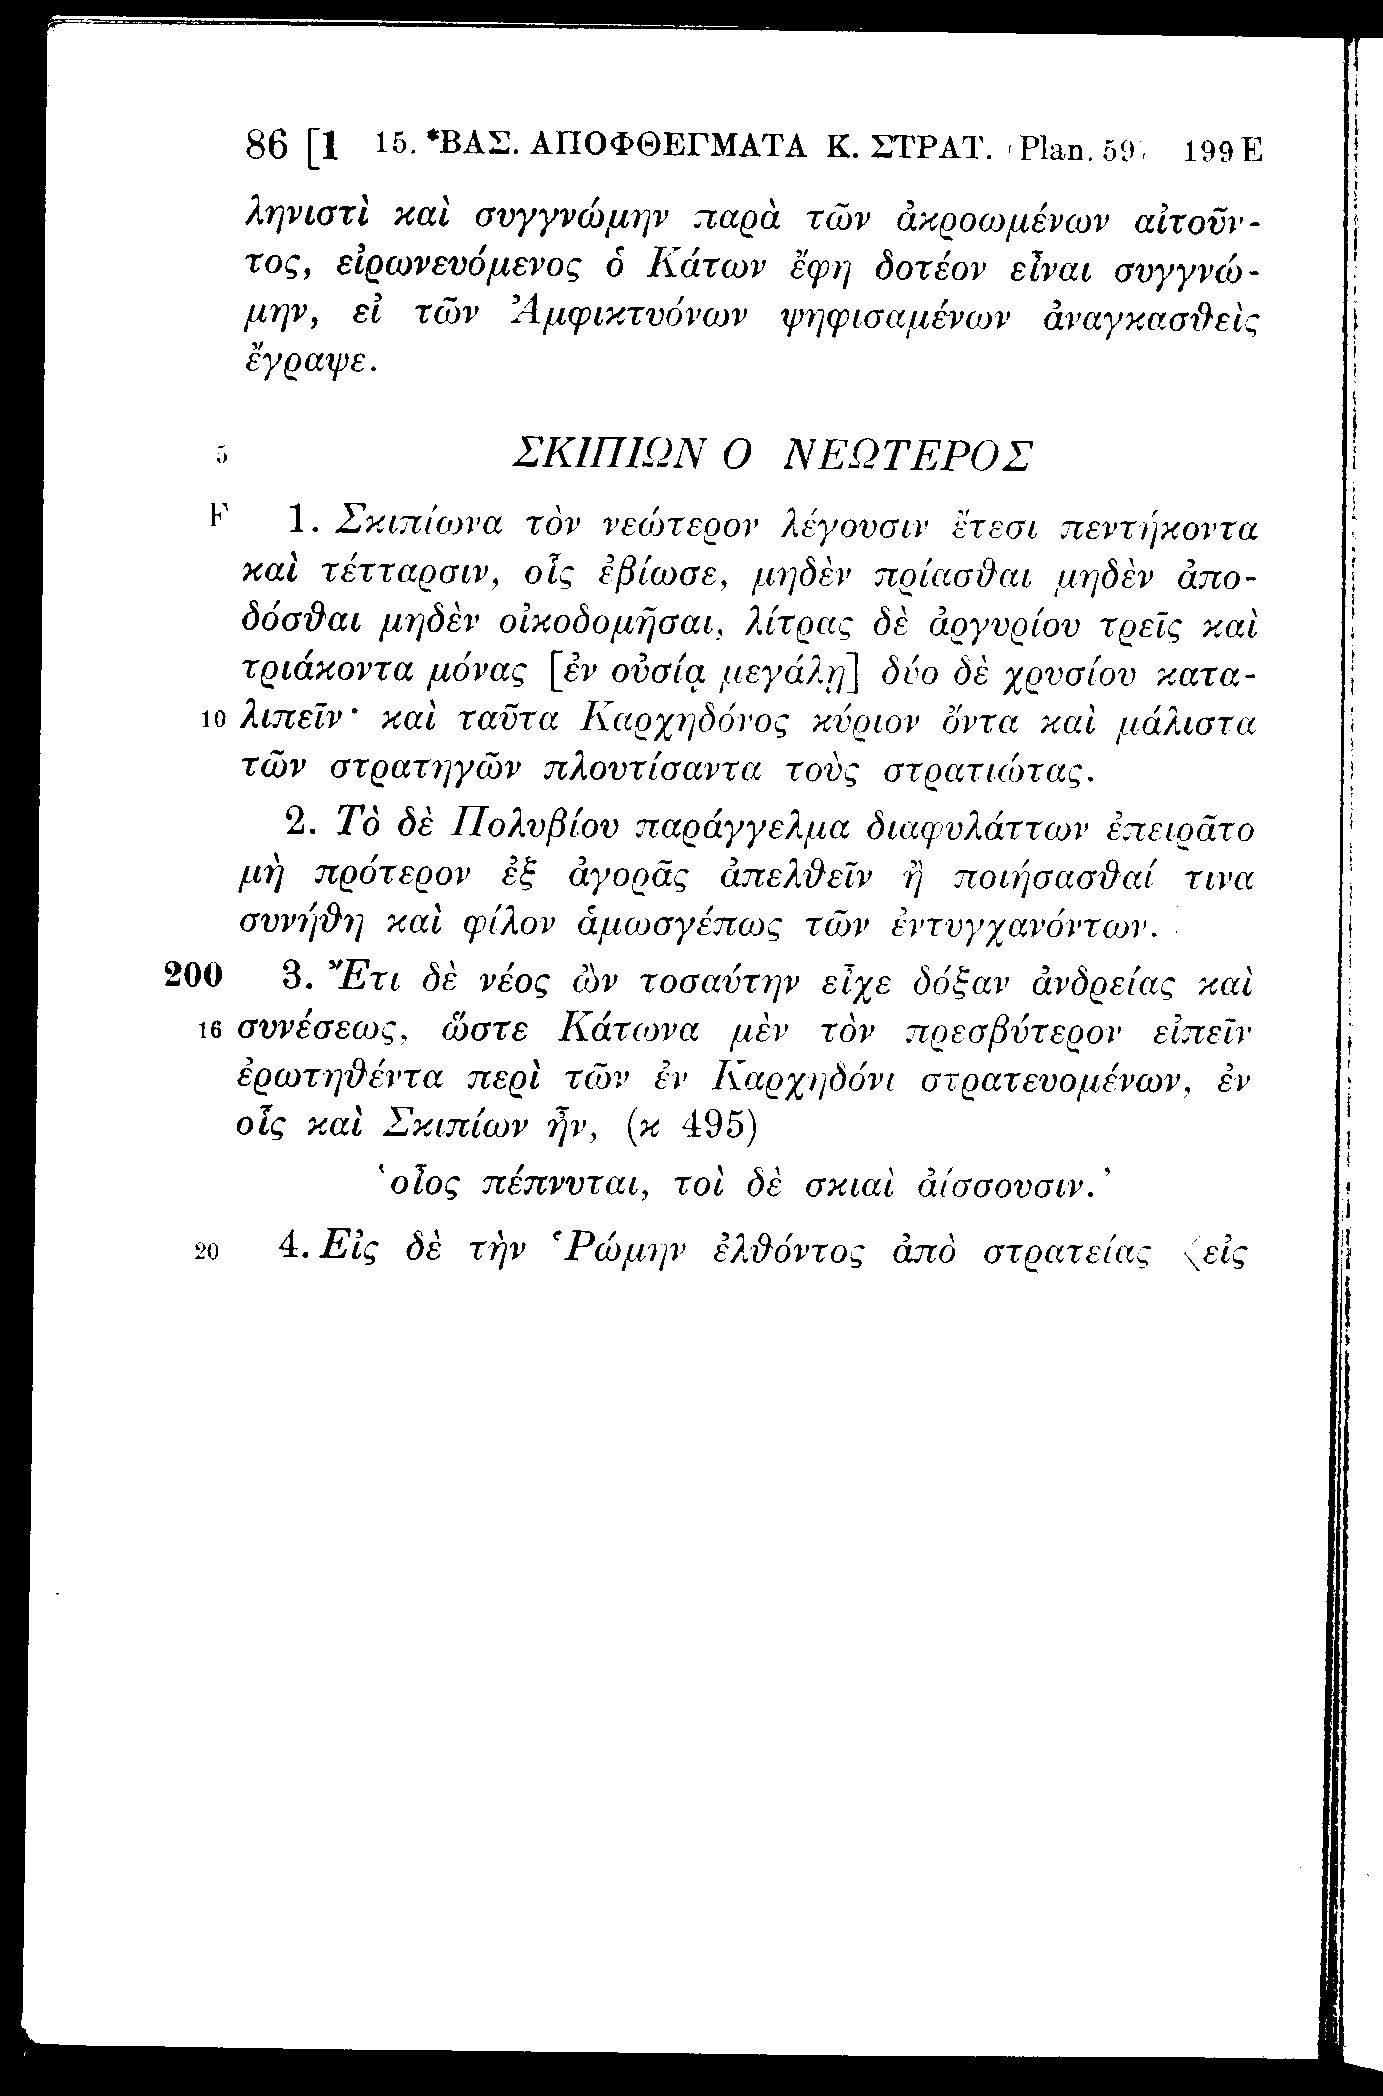 86 [1 15. *ΒΑΣ. ΑΠΟΦΘΕΓΜΑΤΑ Κ. ΣΤΡΑΤ. (Plan. 59) 199 E
ληνιστὶ καὶ συγγνώμην παρὰ τῶν ἀκροωμένων αἰτοῦν-
τος, εἰρωνευόμενος ὁ Κάτων ἔφη δοτέον εἶναι συγγνώ-
μην, εἰ τῶν Ἀμφικτυόνων ψηφισαμένων ἀναγκασθεὶς
ἔγραψε.
5 ΣΚΙΠΙΩΝ Ο ΝΕΩΤΕΡΟΣ
F 1. Σκιπίωνα τὸν νεώτερον λέγουσιν ἔτεσι πεντήκοντα
καὶ τέτταρσιν, οἷς ἐβίωσε, μηδὲν πρίασθαι μηδὲν ἀπο-
δόσθαι μηδὲν οἰκοδομῆσαι, λίτρας δὲ ἀργυρίου τρεῖς καὶ
τριάκοντα μόνας [ἐν οὐσίᾳ μεγάλῃ] δύο δὲ χρυσίου κατα-
10 λιπεῖν· καὶ ταῦτα Καρχηδόνος κύριον ὄντα καὶ μάλιστα
τῶν στρατηγῶν πλουτίσαντα τοὺς στρατιώτας.
2. Τὸ δὲ Πολυβίου παράγγελμα διαφυλάττων ἐπειρᾶτο
μὴ πρότερον ἐξ ἀγορᾶς ἀπελθεῖν ἢ ποιήσασθαί τινα
συνήθη καὶ φίλον ἁμωσγέπως τῶν ἐντυγχανόντων.
200 3. Ἔτι δὲ νέος ὢν τοσαύτην εἶχε δόξαν ἀνδρείας καὶ
16 συνέσεως, ὥστε Κάτωνα μὲν τὸν πρεσβύτερον εἰπεῖν
ἐρωτηθέντα περὶ τῶν ἐν Καρχηδόνι στρατευομένων, ἐν
οἷς καὶ Σκιπίων ἦν, (κ 495)
‘οἶος πέπνυται, τοὶ δὲ σκιαὶ ἀίσσουσιν.’
20 4. Εἰς δὲ τὴν Ῥώμην ἐλθόντος ἀπὸ στρατείας ⟨εἰς